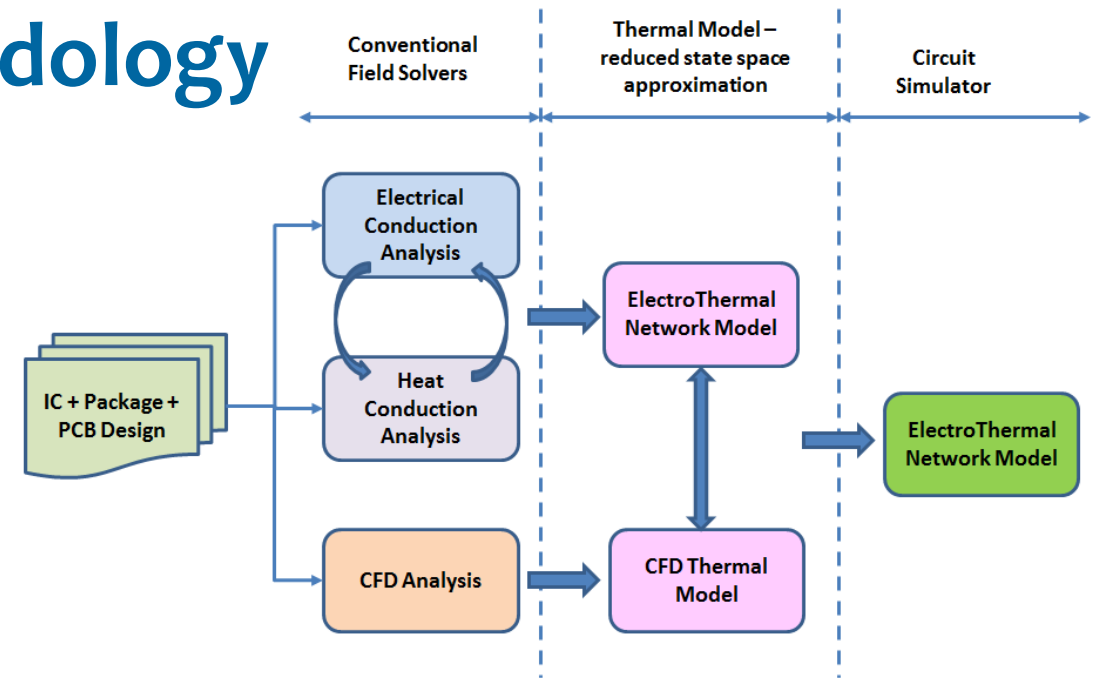 dology
Conventional
Field Solvers
Thermal Model –
reduced state space
approximation
Circuit
Simulator
Electrical
Conduction
Analysis
ElectroThermal
Network Model
Heat
Conduction
Analysis
IC + Package +
PCB Design
ElectroThermal
Network Model
CFD Analysis
CFD Thermal
Model